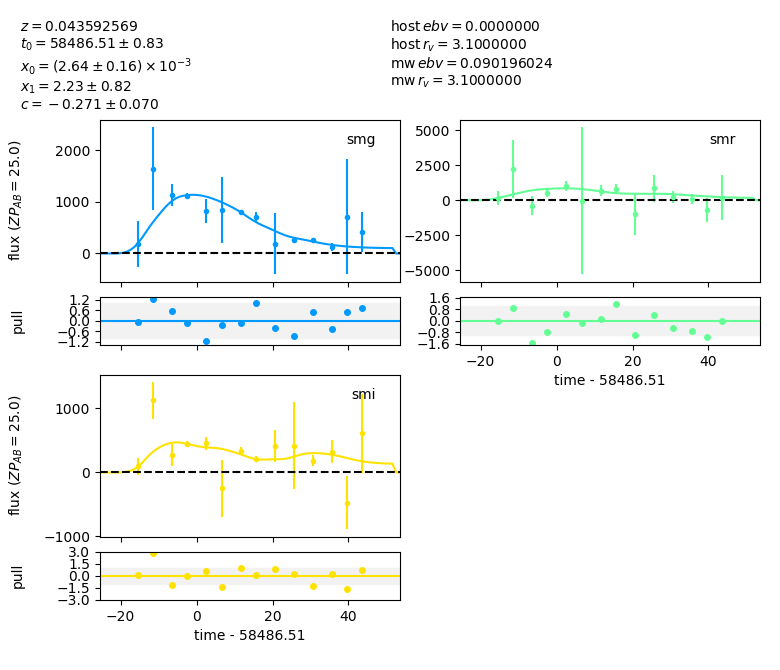 z = 0.043592569
t₀ = 58486.51 ± 0.83
x₀ = (2.64 ± 0.16) × 10⁻³
x₁ = 2.23 ± 0.82
c = −0.271 ± 0.070
host ebv = 0.0000000
host r_v = 3.1000000
mw ebv = 0.090196024
mw r_v = 3.1000000
flux (ZP_AB = 25.0)
2000
1000
0
smg
5000
2500
0
−2500
−5000
smr
pull
1.2
0.6
0.0
−0.6
−1.2
1.6
0.8
0.0
−0.8
−1.6
−20
0
20
40
time - 58486.51
flux (ZP_AB = 25.0)
1000
0
−1000
smi
pull
3.0
1.5
0.0
−1.5
−3.0
−20
0
20
40
time - 58486.51